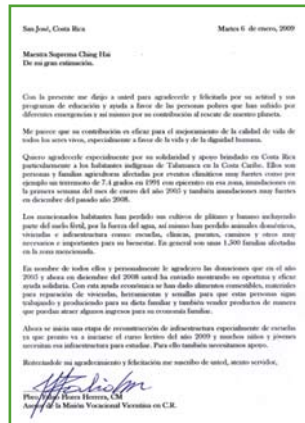 San José, Costa Rica Martes 6 de enero, 2009
Maestra Suprema Ching Hai
De mi gran estimación.
Con la presente me dirijo a usted para agradecerle y felicitarla por su actitud y sus
programas de educación y ayuda a favor de las personas pobres que han sufrido por
diferentes emergencias y así mismo por su contribución al rescate de nuestro planeta.
Me parece que su contribución es eficaz para el mejoramiento de la calidad de vida de
todos los seres vivos, especialmente a favor de la vida y de la dignidad humana.
Quiero agradecerle especialmente por su solidaridad y apoyo brindado en Costa Rica
particularmente a los habitantes indígenas de Talamanca en la Costa Caribe. Ellos son
personas y familias agricultoras afectadas por eventos climáticos muy fuertes como por
ejemplo un terremoto de 7.4 grados en 1991 con epicentro en esa zona, inundaciones en
la primera semana del mes de enero del año 2005 y también inundaciones muy fuertes
en diciembre del pasado año 2008.
Los mencionados habitantes han perdido sus cultivos de plátano y banano incluyendo
parte del suelo fértil, por la fuerza del agua, así mismo han perdido animales domésticos,
viviendas e infraestructura como: escuelas, clínicas, puentes, caminos y otros muy
necesarios e importantes para su bienestar. En general son unas 1,500 familias afectadas
en la zona mencionada.
En nombre de todos ellos y personalmente le agradezco las donaciones que en el año
2005 y ahora en diciembre del 2008 usted ha enviado mostrando su oportuna y eficaz
ayuda solidaria. Con esta ayuda económica se han dado alimentos comestibles, materiales
para reparación de viviendas, herramientas y semillas para que estas personas sigan
trabajando y produciendo para su dieta familiar y también vender productos de manera
que puedan atraer algunos ingresos para su economía familiar.
Ahora se inicia una etapa de reconstrucción de infraestructura especialmente de escuelas
ya que pronto va a iniciarse el curso lectivo del año 2009 y muchos niños y jóvenes
necesitan esa infraestructura para estudiar. Para ello también necesitamos apoyo.
Reiterándole mi agradecimiento y felicitación me suscribo de usted, atento servidor,
Pbro. Flores Herrera, CM
Asesor de la Misión Vocacional Vicentina en C.R.